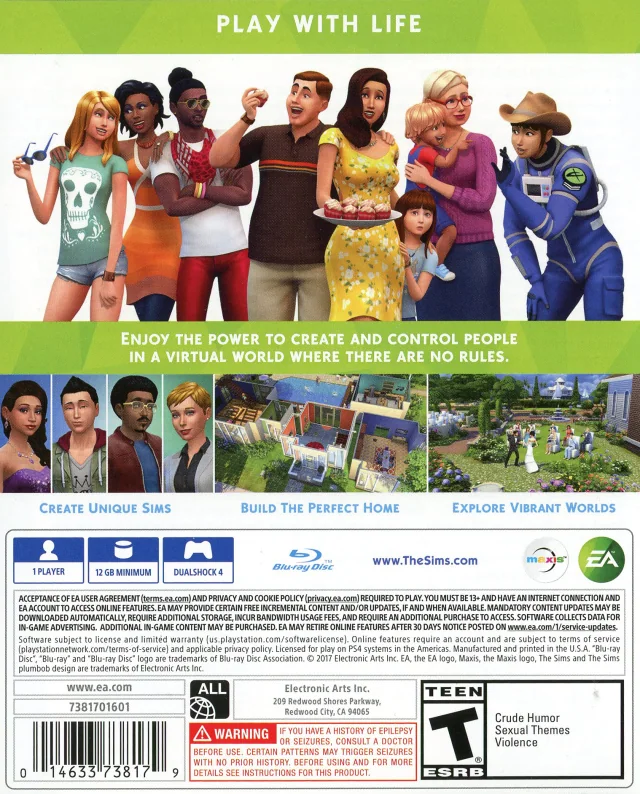 PLAY WITH LIFE
ENJOY THE POWER TO CREATE AND CONTROL PEOPLE
IN A VIRTUAL WORLD WHERE THERE ARE NO RULES.
CREATE UNIQUE SIMS
BUILD THE PERFECT HOME
EXPLORE VIBRANT WORLDS
1 PLAYER
12 GB MINIMUM
DUALSHOCK 4
Blu-ray Disc™
www.TheSims.com
maxis™
EA
ACCEPTANCE OF EA USER AGREEMENT (terms.ea.com) AND PRIVACY AND COOKIE POLICY (privacy.ea.com) REQUIRED TO PLAY. YOU MUST BE 13+ AND HAVE AN INTERNET CONNECTION AND
EA ACCOUNT TO ACCESS ONLINE FEATURES. EA MAY PROVIDE CERTAIN FREE INCREMENTAL CONTENT AND/OR UPDATES, IF AND WHEN AVAILABLE. MANDATORY CONTENT UPDATES MAY BE
DOWNLOADED AUTOMATICALLY, REQUIRE ADDITIONAL STORAGE, INCUR BANDWIDTH USAGE FEES, AND REQUIRE AN ADDITIONAL PURCHASE TO ACCESS. SOFTWARE COLLECTS DATA FOR
IN-GAME ADVERTISING. ADDITIONAL IN-GAME CONTENT MAY BE PURCHASED. EA MAY RETIRE ONLINE FEATURES AFTER 30 DAYS NOTICE POSTED ON www.ea.com/1/service-updates.
Software subject to license and limited warranty (us.playstation.com/softwarelicense). Online features require an account and are subject to terms of service
(playstationnetwork.com/terms-of-service) and applicable privacy policy. Licensed for play on PS4 systems in the Americas. Manufactured and printed in the U.S.A. "Blu-ray
Disc", "Blu-ray" and "Blu-ray Disc" logo are trademarks of Blu-ray Disc Association. © 2017 Electronic Arts Inc. EA, the EA logo, Maxis, the Maxis logo, The Sims and The Sims
plumbob design are trademarks of Electronic Arts Inc.
www.ea.com
7381701601
ALL
Electronic Arts Inc.
209 Redwood Shores Parkway,
Redwood City, CA 94065
0 14633 73817 9
WARNING
IF YOU HAVE A HISTORY OF EPILEPSY
OR SEIZURES, CONSULT A DOCTOR
BEFORE USE. CERTAIN PATTERNS MAY TRIGGER SEIZURES
WITH NO PRIOR HISTORY. BEFORE USING AND FOR MORE
DETAILS SEE INSTRUCTIONS FOR THIS PRODUCT.
TEEN
T
ESRB
Crude Humor
Sexual Themes
Violence